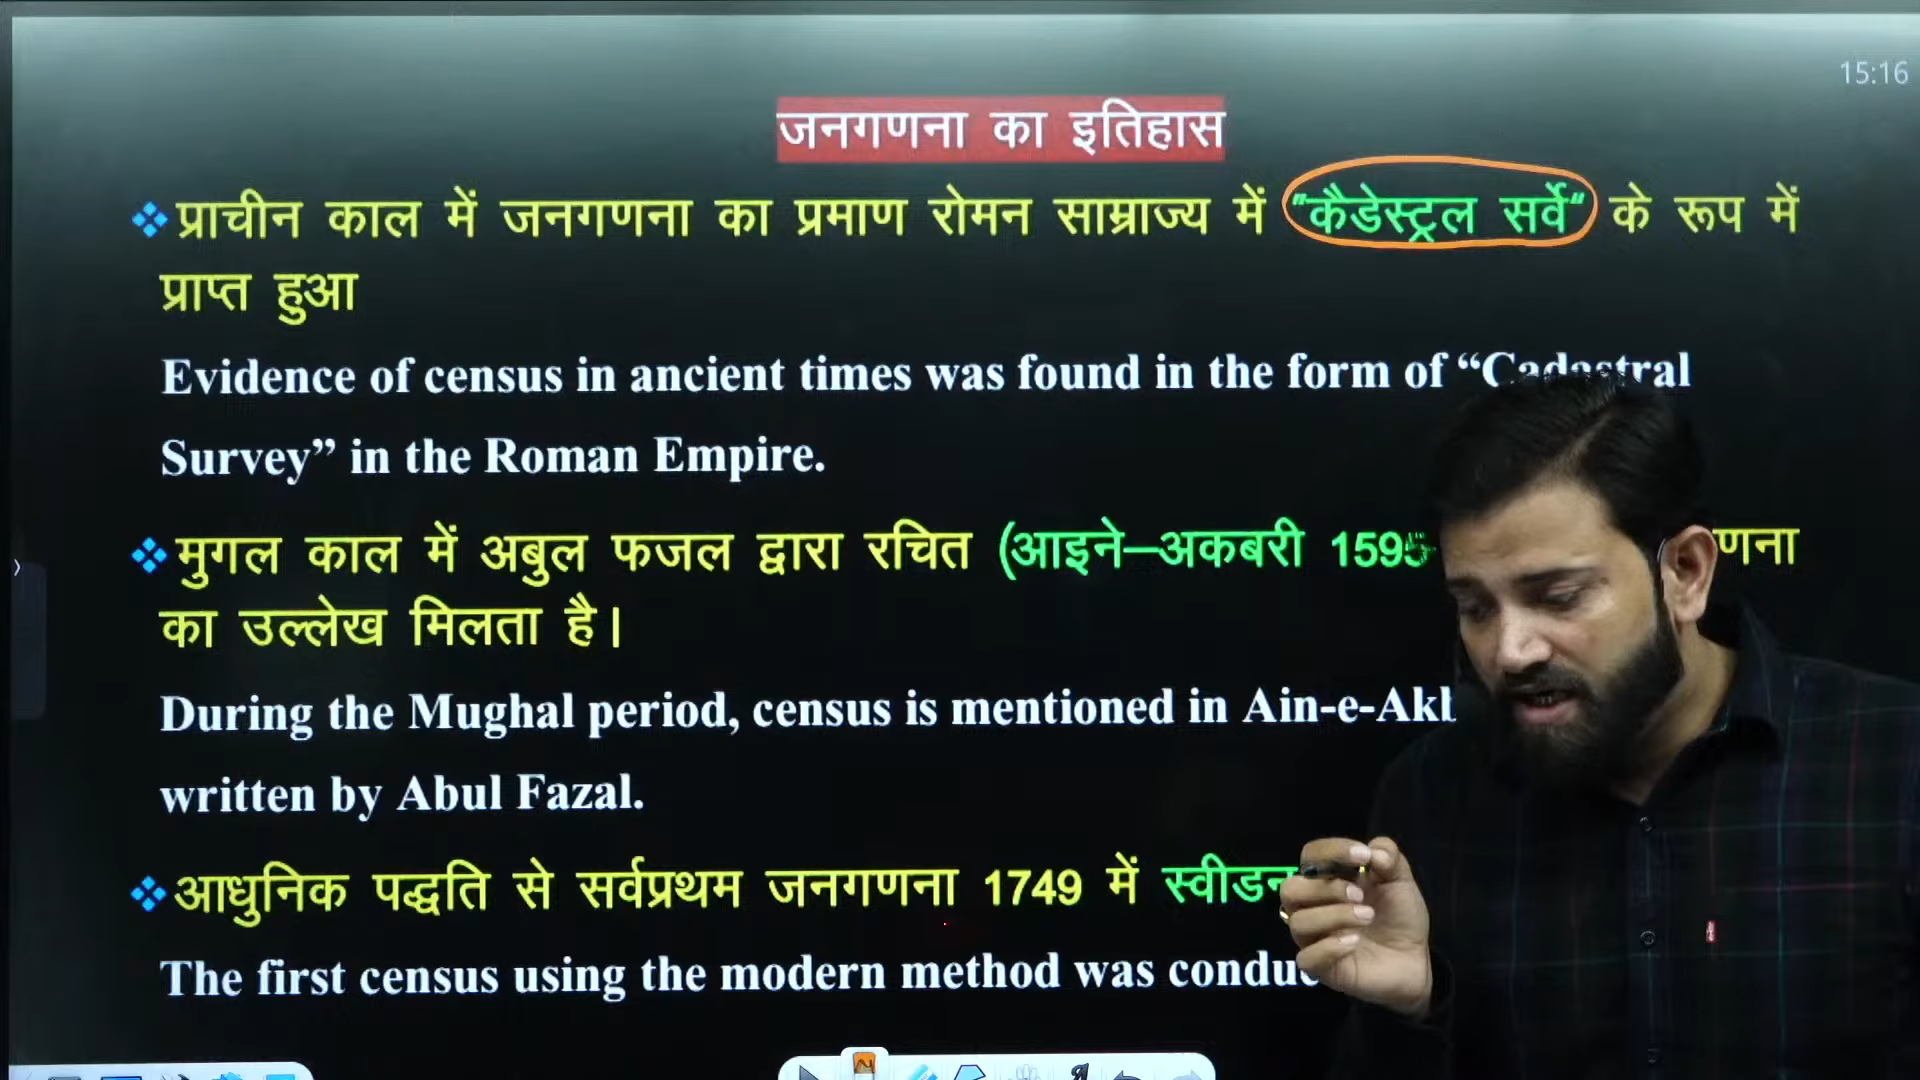 15:16
जनगणना का इतिहास
प्राचीन काल में जनगणना का प्रमाण रोमन साम्राज्य में "कैडेस्ट्रल सर्वे" के रूप में
प्राप्त हुआ
Evidence of census in ancient times was found in the form of “Cadastral
Survey” in the Roman Empire.
मुगल काल में अबुल फजल द्वारा रचित (आइने–अकबरी 1595
का उल्लेख मिलता है।
During the Mughal period, census is mentioned in
written by Abul Fazal.
आधुनिक पद्धति से सर्वप्रथम जनगणना 1749 में स्वीडन
The first census using the modern method was